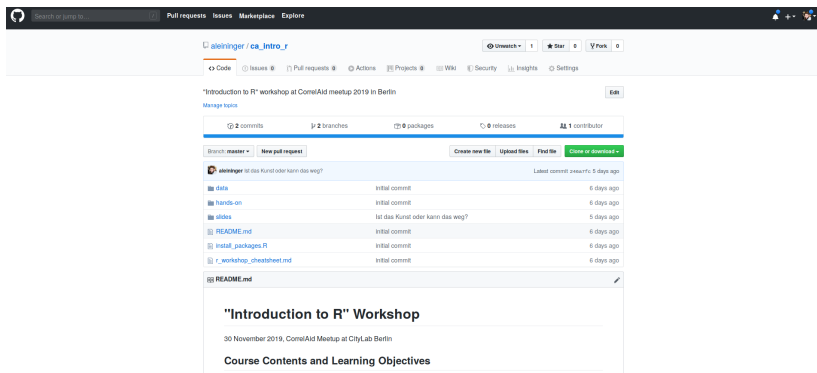 Search or jump to... / Pull requests Issues Marketplace Explore
aleininger / ca_intro_r Unwatch 1 Star 0 Fork 0
Code Issues 0 Pull requests 0 Actions Projects 0 Wiki Security Insights Settings
"Introduction to R" workshop at CorrelAid meetup 2019 in Berlin Edit
Manage topics
2 commits 2 branches 0 packages 0 releases 1 contributor
Branch: master New pull request Create new file Upload files Find file Clone or download
aleininger Ist das Kunst oder kann das weg? Latest commit 5 days ago
data initial commit 6 days ago
hands-on initial commit 6 days ago
slides Ist das Kunst oder kann das weg? 5 days ago
README.md initial commit 6 days ago
install_packages.R initial commit 6 days ago
r_workshop_cheatsheet.md initial commit 6 days ago
README.md
"Introduction to R" Workshop
30 November 2019, CorrelAid Meetup at CityLab Berlin
Course Contents and Learning Objectives